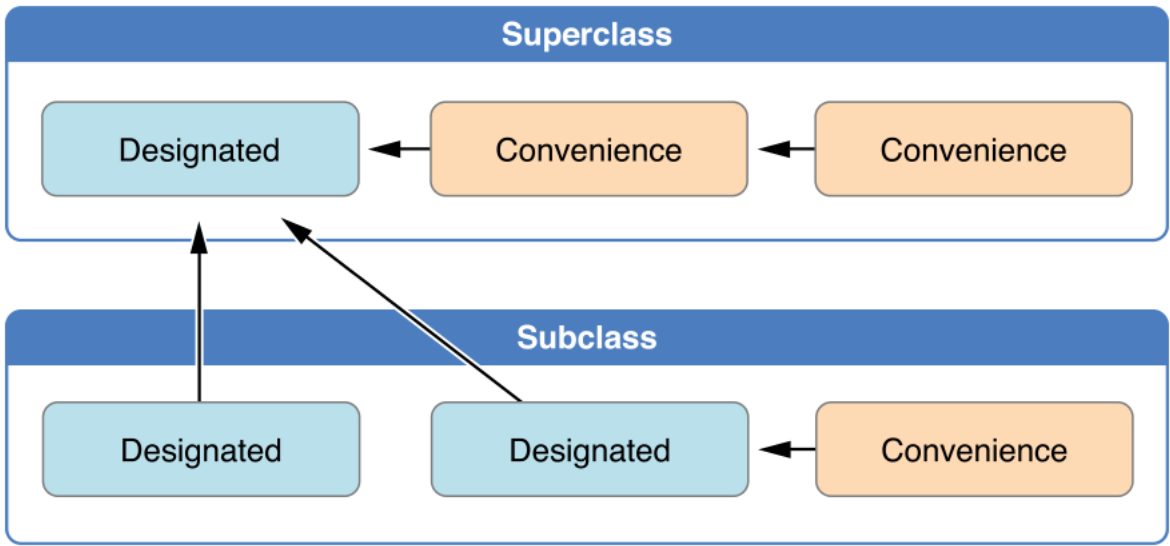 Superclass
Designated
Convenience
Convenience
Subclass
Designated
Designated
Convenience